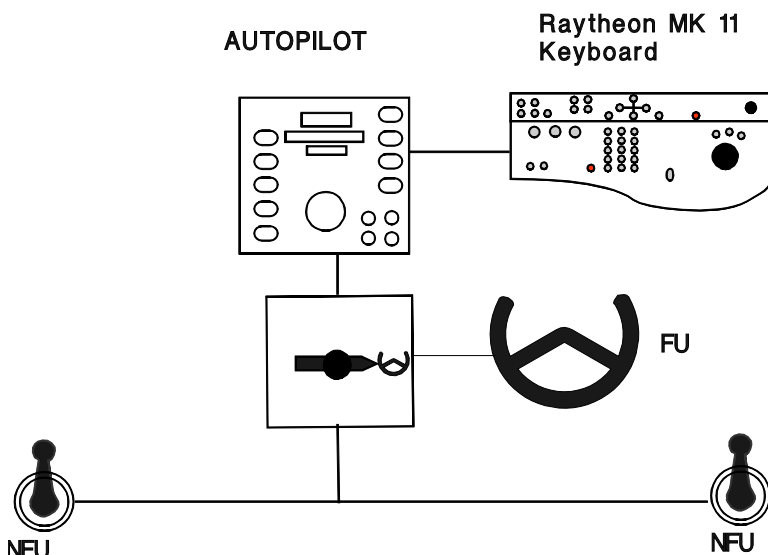 AUTOPILOT
Raytheon MK 11
Keyboard
FU
NFU
NFU